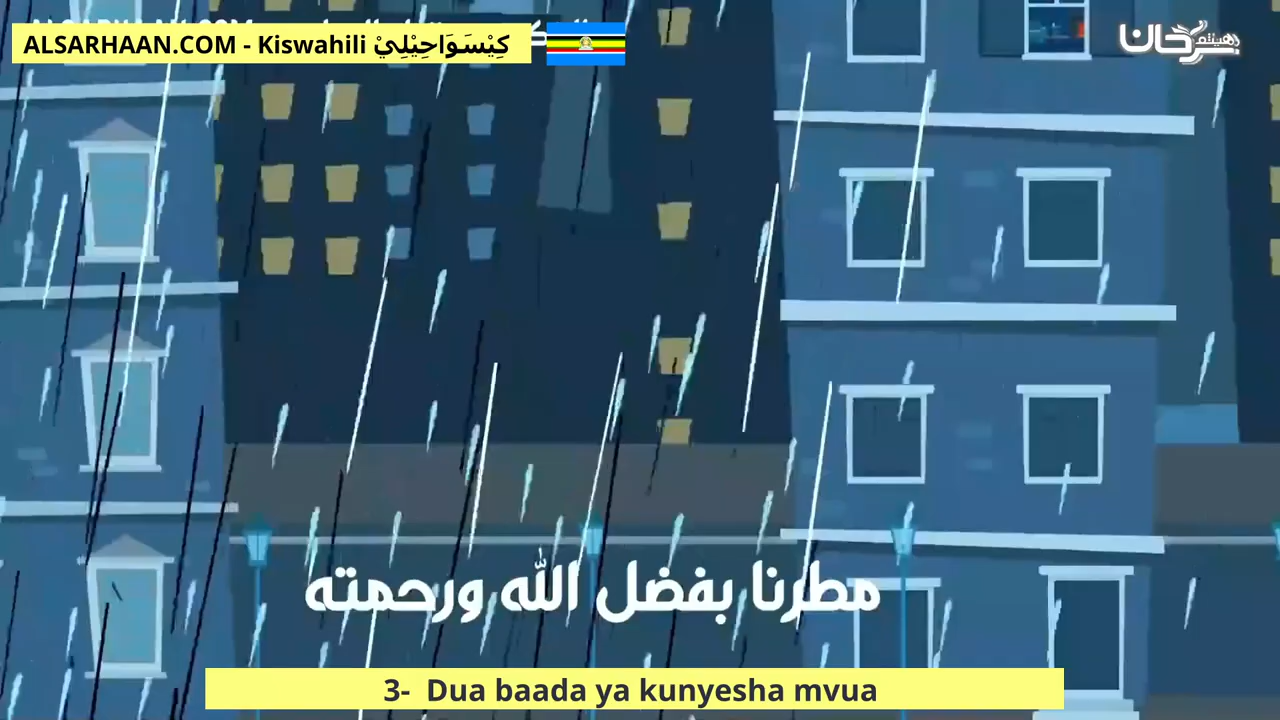 ALSARHAAN.COM - Kiswahili كِيْسَوَاحِيْلِيْ
سرحان
مطرنا بفضل الله ورحمته
3- Dua baada ya kunyesha mvua